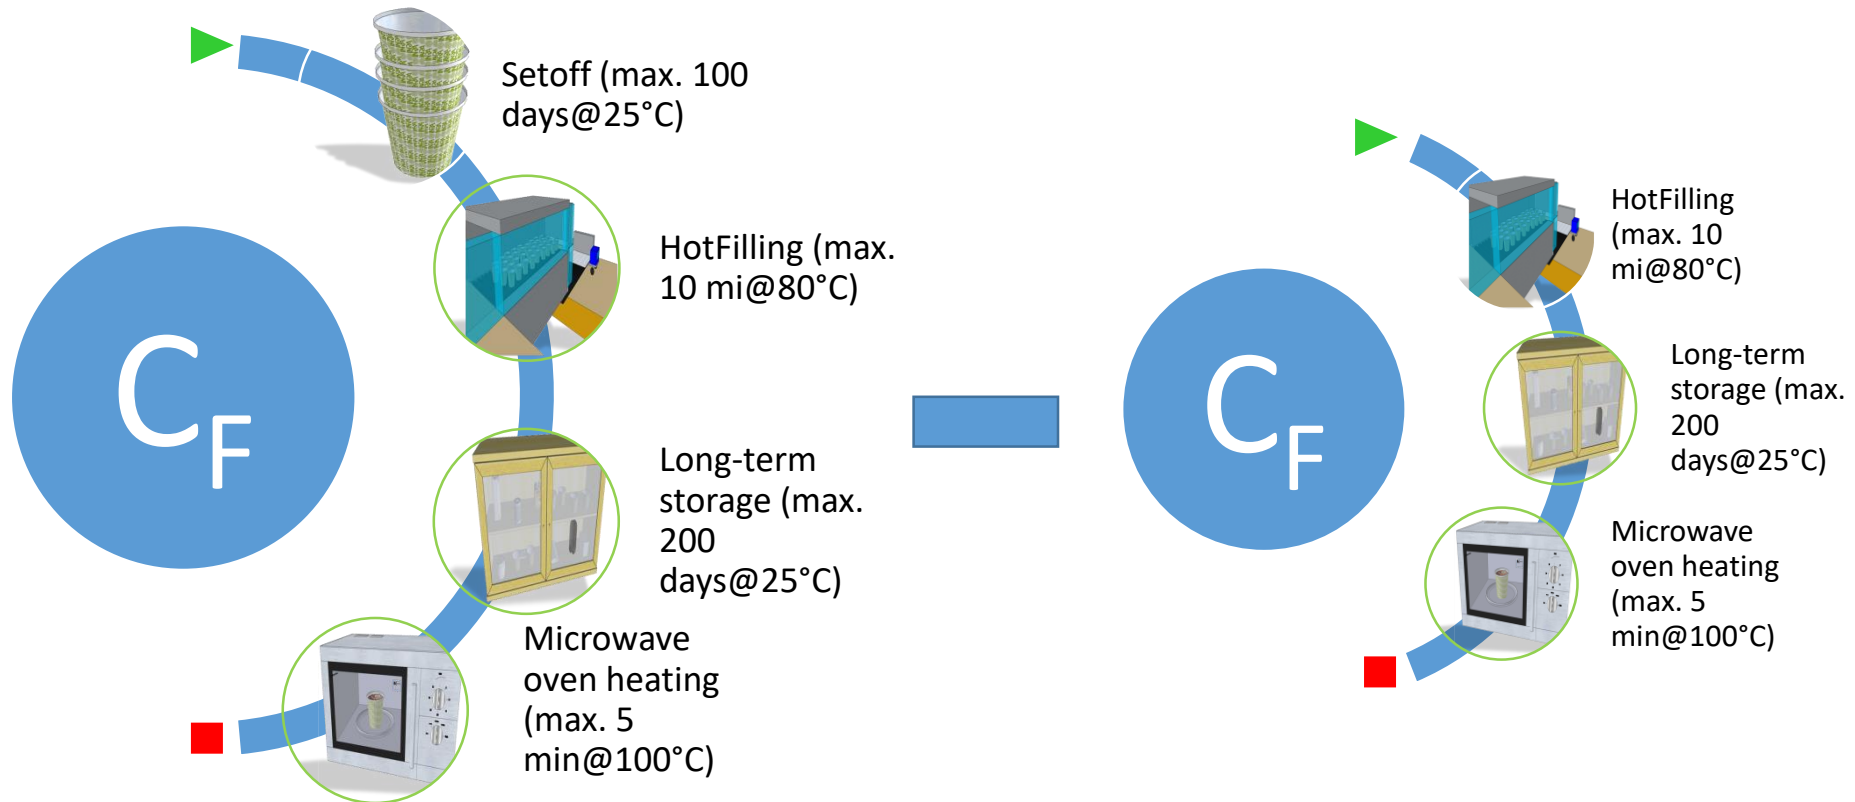 Setoff (max. 100
days@25°C)
HotFilling (max.
10 mi@80°C)
C
F
Long-term
storage (max.
200
days@25°C)
Microwave
oven heating
(max. 5
min@100°C)
HotFilling
(max. 10
mi@80°C)
C
F
Long-term
storage (max.
200
days@25°C)
Microwave
oven heating
(max. 5
min@100°C)